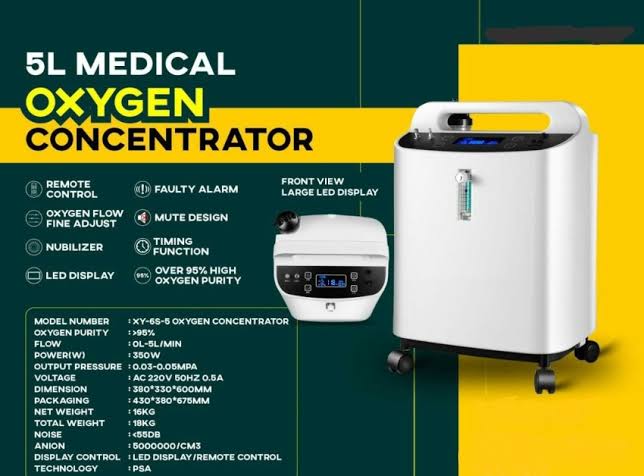 5L MEDICAL
OXYGEN
CONCENTRATOR
REMOTE
CONTROL
FAULTY ALARM
OXYGEN FLOW
FINE ADJUST
MUTE DESIGN
NUBILIZER
TIMING
FUNCTION
LED DISPLAY
95%
OVER 95% HIGH
OXYGEN PURITY
FRONT VIEW
LARGE LED DISPLAY
MODEL NUMBER : XY-6S-5 OXYGEN CONCENTRATOR
OXYGEN PURITY : >95%
FLOW : 0L-5L/MIN
POWER(W) : 350W
OUTPUT PRESSURE : 0.03-0.05MPA
VOLTAGE : AC 220V 50HZ 0.5A
DIMENSION : 380*330*600MM
PACKAGING : 430*380*675MM
NET WEIGHT : 16KG
TOTAL WEIGHT : 18KG
NOISE : <55DB
ANION : 5000000/CM3
DISPLAY CONTROL : LED DISPLAY/REMOTE CONTROL
TECHNOLOGY : PSA